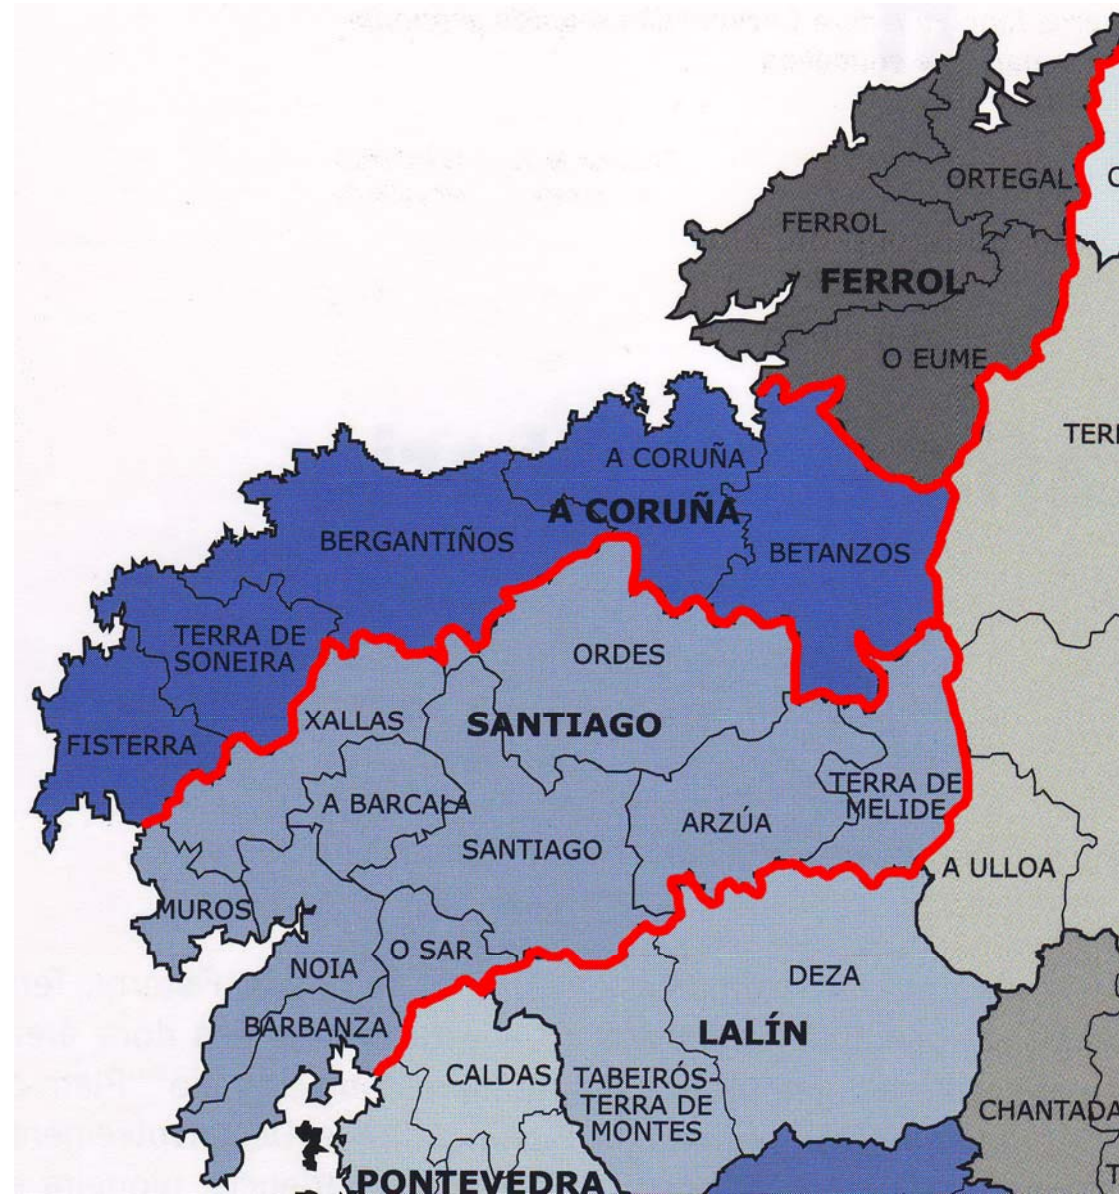 ORTEGAL
FERROL
FERROL
O EUME
A CORUÑA
A CORUÑA
BERGANTIÑOS
BETANZOS
TERRA DE
SONEIRA
FISTERRA
ORDES
XALLAS
SANTIAGO
A BARCALA
TERRA DE
MELIDE
ARZÚA
SANTIAGO
A ULLOA
MUROS
O SAR
NOIA
DEZA
BARBANZA
LALÍN
CALDAS
TABEIRÓS-
TERRA DE
MONTES
CHANTADA
PONTEVEDRA